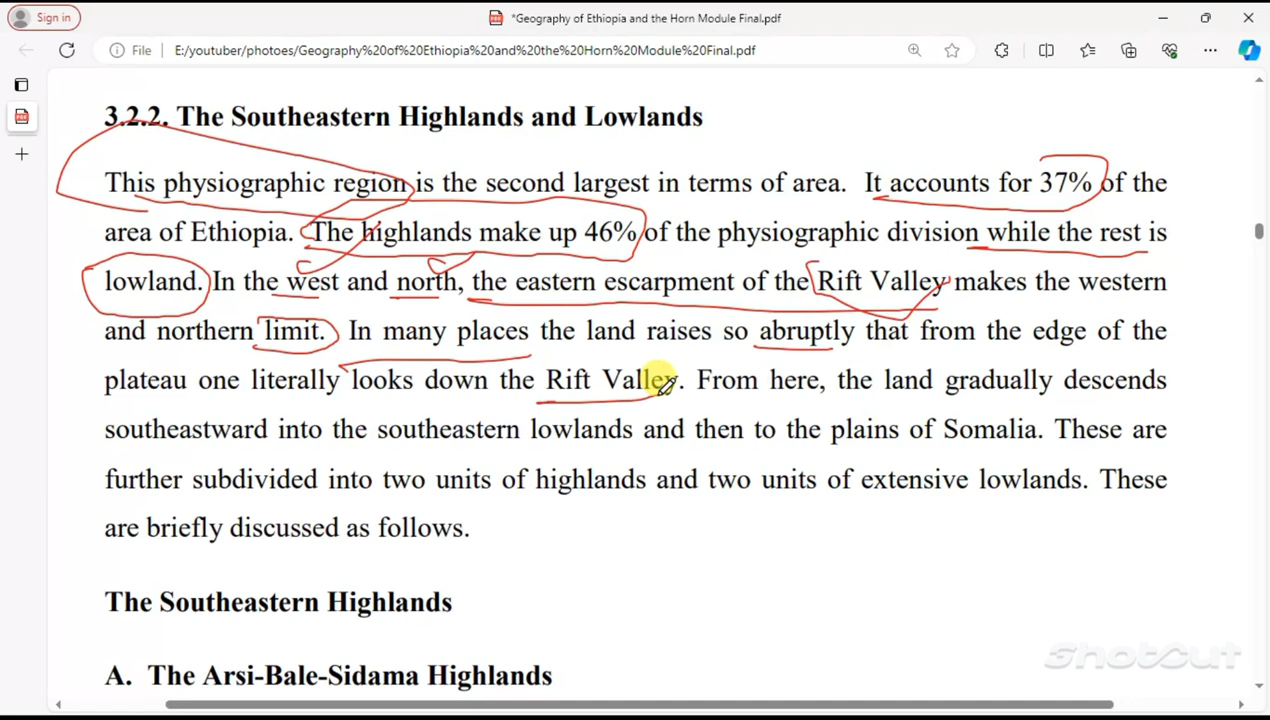 Sign in
*Geography of Ethiopia and the Horn Module Final.pdf
File E:/youtuber/photoes/Geography%20of%20Ethiopia%20and%20the%20Horn%20Module%20Final.pdf
3.2.2. The Southeastern Highlands and Lowlands
This physiographic region is the second largest in terms of area. It accounts for 37% of the
area of Ethiopia. The highlands make up 46% of the physiographic division while the rest is
lowland. In the west and north, the eastern escarpment of the Rift Valley makes the western
and northern limit. In many places the land raises so abruptly that from the edge of the
plateau one literally looks down the Rift Valley. From here, the land gradually descends
southeastward into the southeastern lowlands and then to the plains of Somalia. These are
further subdivided into two units of highlands and two units of extensive lowlands. These
are briefly discussed as follows.
The Southeastern Highlands
A. The Arsi-Bale-Sidama Highlands
Shotcut